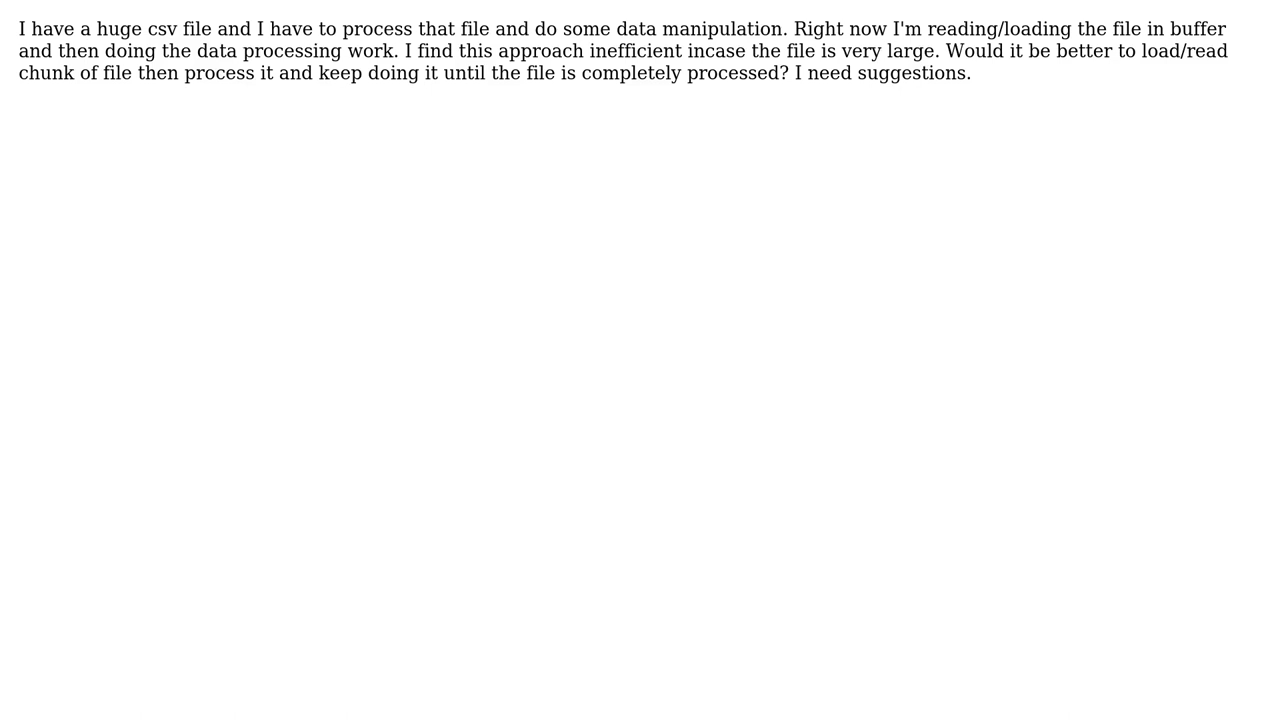 I have a huge csv file and I have to process that file and do some data manipulation. Right now I'm reading/loading the file in buffer
and then doing the data processing work. I find this approach inefficient incase the file is very large. Would it be better to load/read
chunk of file then process it and keep doing it until the file is completely processed? I need suggestions.